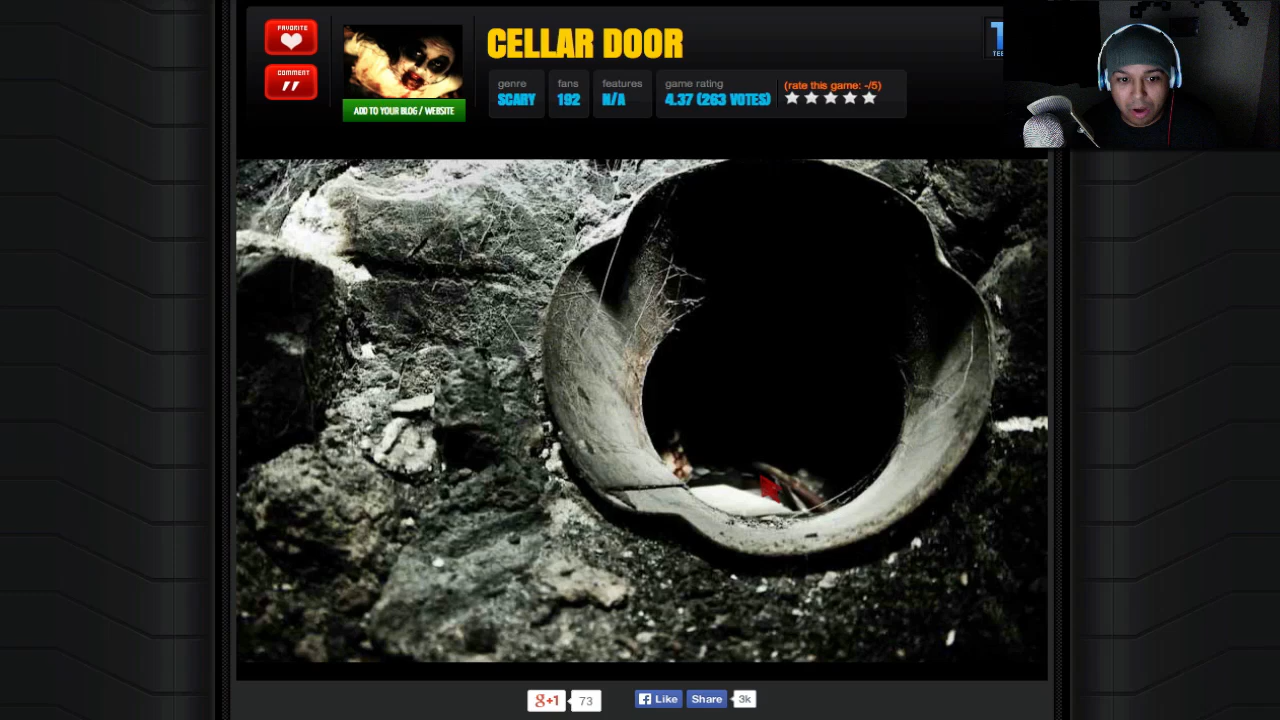 FAVORITE
COMMENT
ADD TO YOUR BLOG / WEBSITE
CELLAR DOOR
genre
SCARY
fans
192
features
N/A
game rating
4.37 (263 VOTES)
(rate this game: -/5)
g+1
73
Like
Share
3k